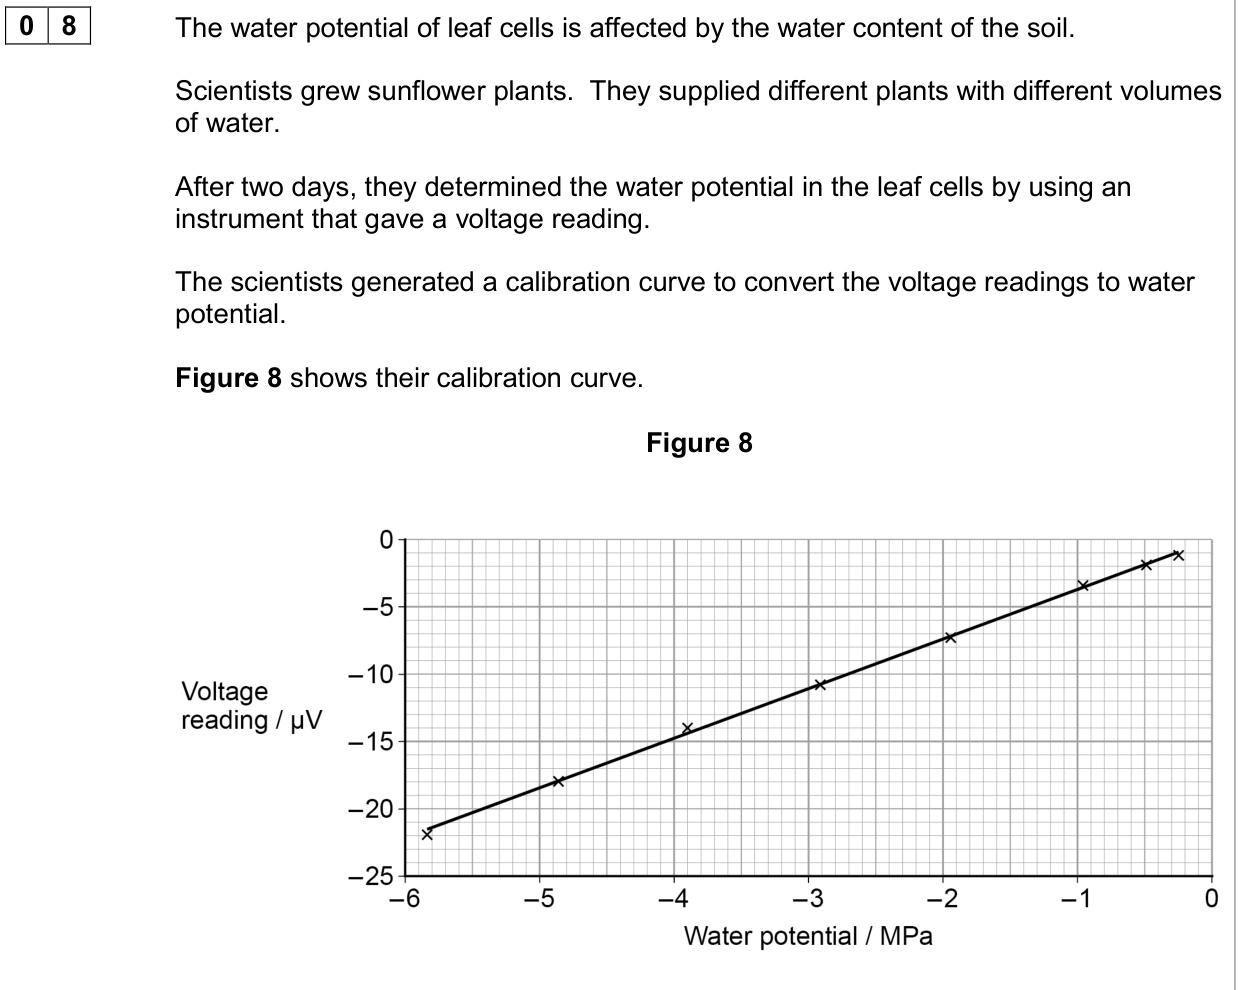 0 8
The water potential of leaf cells is affected by the water content of the soil.
Scientists grew sunflower plants.  They supplied different plants with different volumes
of water.
After two days, they determined the water potential in the leaf cells by using an
instrument that gave a voltage reading.
The scientists generated a calibration curve to convert the voltage readings to water
potential.
Figure 8 shows their calibration curve.
Figure 8
0
–5
–10
Voltage
reading / µV
–15
–20
–25
–6 –5 –4 –3 –2 –1 0
Water potential / MPa